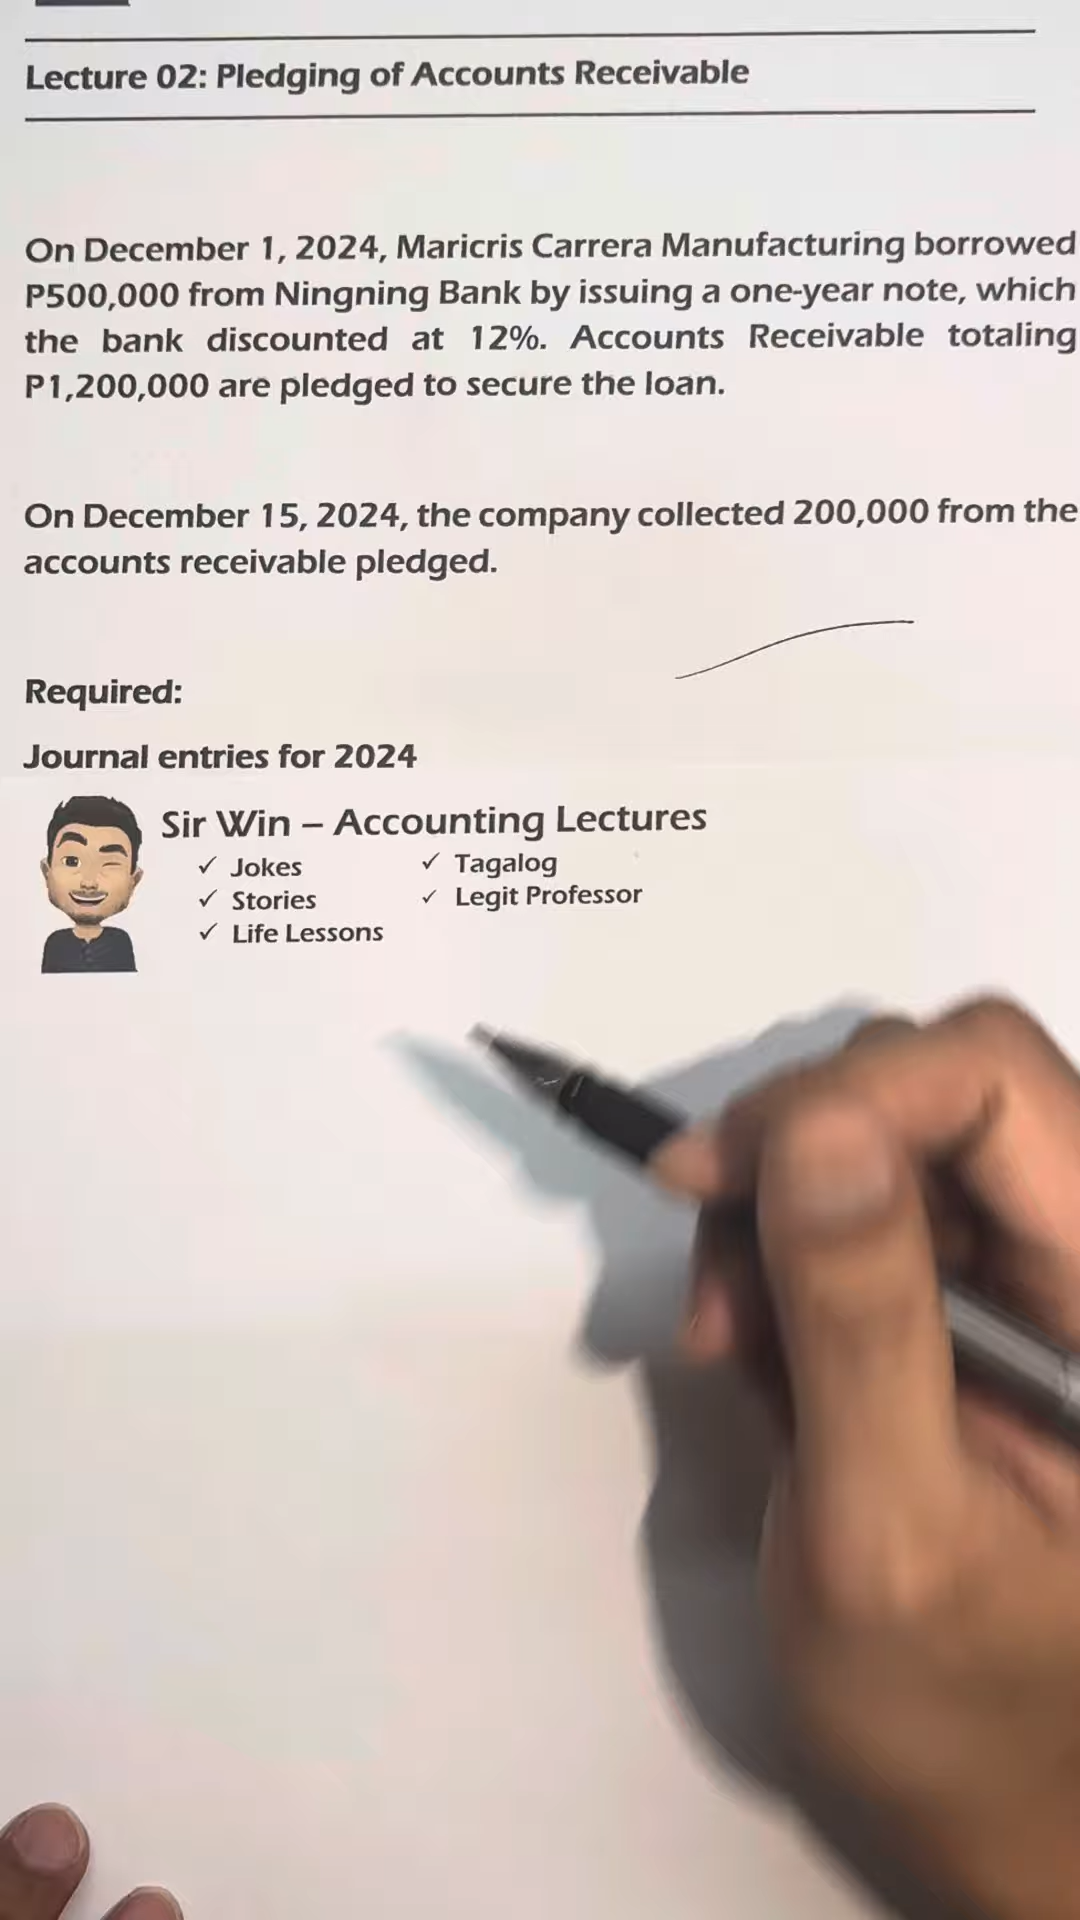 Lecture 02: Pledging of Accounts Receivable
On December 1, 2024, Maricris Carrera Manufacturing borrowed
P500,000 from Ningning Bank by issuing a one-year note, which
the bank discounted at 12%. Accounts Receivable totaling
P1,200,000 are pledged to secure the loan.
On December 15, 2024, the company collected 200,000 from the
accounts receivable pledged.
Required:
Journal entries for 2024
Sir Win – Accounting Lectures
✓ Jokes ✓ Tagalog
✓ Stories ✓ Legit Professor
✓ Life Lessons